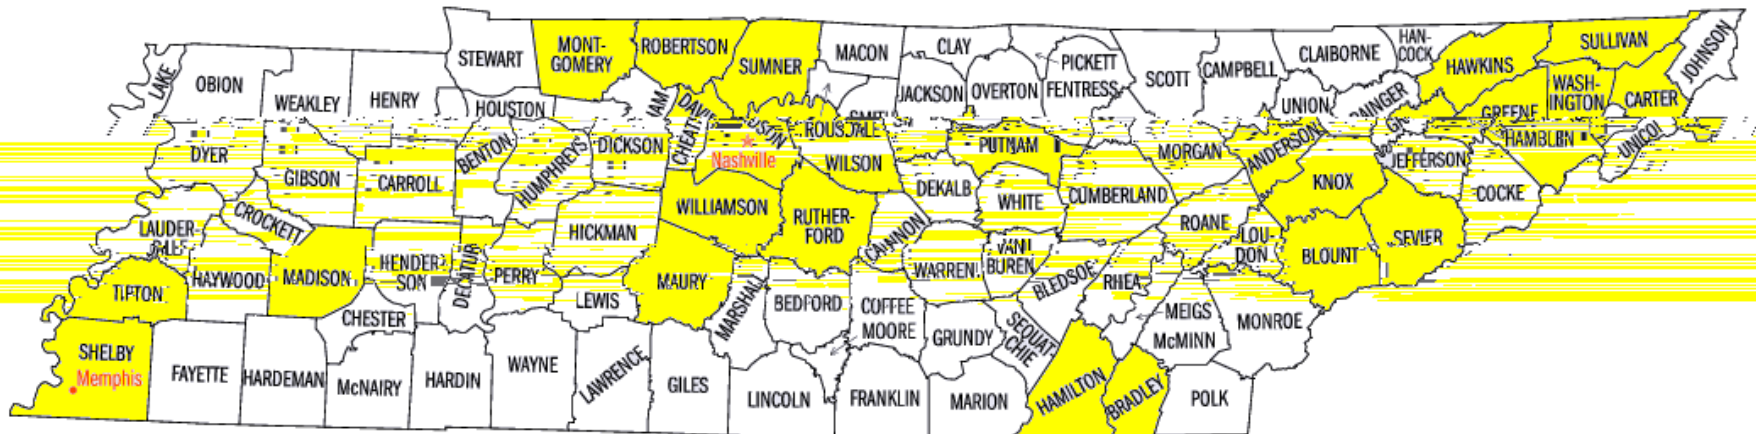 STEWART
MONT-
GOMERY
ROBERTSON
SUMNER
MACON
CLAY
PICKETT
SCOTT
CAMPBELL
CLAIBORNE
HAN-
COCK
HAWKINS
SULLIVAN
JOHNSON
LAKE
OBION
WEAKLEY
HENRY
HOUSTON
JACKSON
OVERTON
FENTRESS
UNION
GREENE
WASH-
INGTON
CARTER
DYER
GIBSON
CARROLL
BENTON
HUMPHREYS
DICKSON
CHEAT
Nashville
WILSON
PUTNAM
MORGAN
ANDERSON
KNOX
JEFFERSON
HAMBLEN
UNICOI
COCKE
LAUDER-
CROCKETT
HICKMAN
WILLIAMSON
RUTHER-
FORD
CANNON
DEKALB
WHITE
CUMBERLAND
ROANE
LOU-
DON
BLOUNT
SEVIER
TIPTON
HAYWOOD
MADISON
HENDER
SON
DECATUR
PERRY
LEWIS
MAURY
MARSHALL
BEDFORD
COFFEE
MOORE
WARREN
VAN
BUREN
BLEDSOE
RHEA
MEIGS
McMINN
MONROE
SHELBY
Memphis
FAYETTE
HARDEMAN
CHESTER
McNAIRY
HARDIN
WAYNE
LAWRENCE
GILES
LINCOLN
FRANKLIN
GRUNDY
SEQUAT-
CHIE
MARION
HAMILTON
BRADLEY
POLK